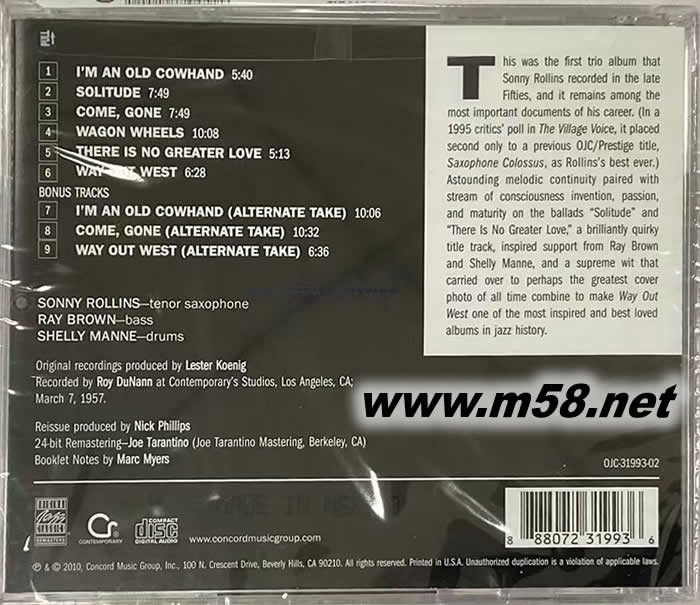 1 I'M AN OLD COWHAND 5:40
2 SOLITUDE 7:49
3 COME, GONE 7:49
4 WAGON WHEELS 10:08
5 THERE IS NO GREATER LOVE 5:13
6 WAY OUT WEST 6:28
BONUS TRACKS
7 I'M AN OLD COWHAND (ALTERNATE TAKE) 10:06
8 COME, GONE (ALTERNATE TAKE) 10:32
9 WAY OUT WEST (ALTERNATE TAKE) 6:36
SONNY ROLLINS—tenor saxophone
RAY BROWN—bass
SHELLY MANNE—drums
Original recordings produced by Lester Koenig
Recorded by Roy DuNann at Contemporary's Studios, Los Angeles, CA;
March 7, 1957.
Reissue produced by Nick Phillips
24-bit Remastering—Joe Tarantino (Joe Tarantino Mastering, Berkeley, CA)
Booklet Notes by Marc Myers
This was the first trio album that
Sonny Rollins recorded in the late
Fifties, and it remains among the
most important documents of his career. (In a
1995 critics' poll in The Village Voice, it placed
second only to a previous OJC/Prestige title,
Saxophone Colossus, as Rollins's best ever.)
Astounding melodic continuity paired with
stream of consciousness invention, passion,
and maturity on the ballads "Solitude" and
"There Is No Greater Love," a brilliantly quirky
title track, inspired support from Ray Brown
and Shelly Manne, and a supreme wit that
carried over to perhaps the greatest cover
photo of all time combine to make Way Out
West one of the most inspired and best loved
albums in jazz history.
www.m58.net
OJC-31993-02
ORIGINAL
JAZZ
CLASSICS
REMASTERS
Cr
CONTEMPORARY
COMPACT
disc
DIGITAL AUDIO
www.concordmusicgroup.com
8 88072 31993 6
℗ & © 2010, Concord Music Group, Inc., 100 N. Crescent Drive, Beverly Hills, CA 90210. All rights reserved. Printed in U.S.A. Unauthorized duplication is a violation of applicable laws.